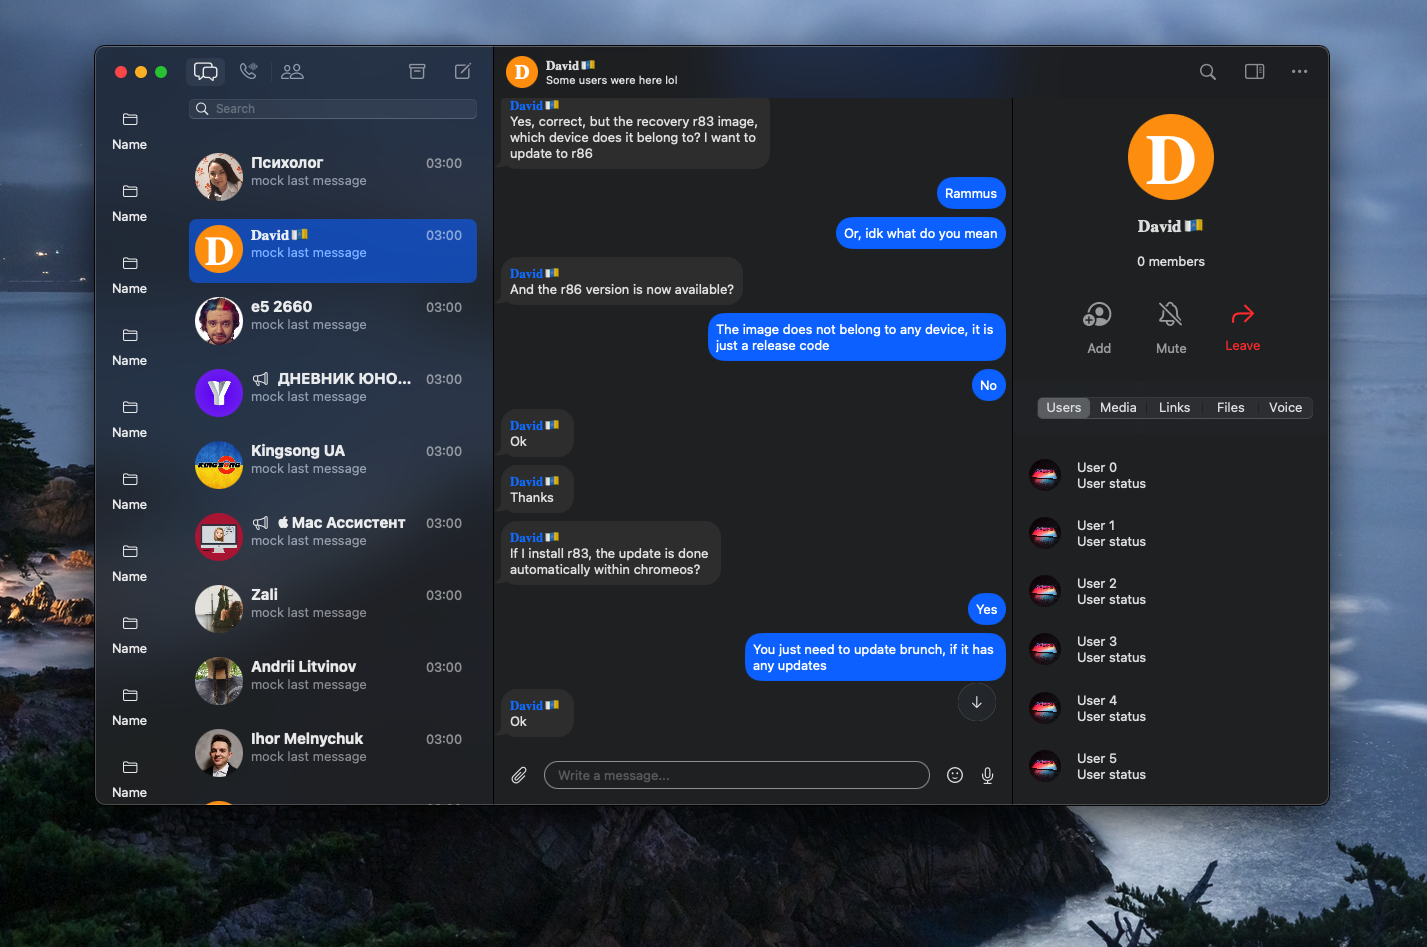 Search
Name
Name
Name
Name
Name
Name
Name
Name
Name
Name
Психолог 03:00
mock last message
D
David 03:00
mock last message
e5 2660 03:00
mock last message
ДНЕВНИК ЮНО... 03:00
mock last message
KINGSONG
Kingsong UA 03:00
mock last message
Mac Ассистент 03:00
mock last message
Zali 03:00
mock last message
Andrii Litvinov 03:00
mock last message
Ihor Melnychuk 03:00
mock last message
D
David
Some users were here lol
David
Yes, correct, but the recovery r83 image,
which device does it belong to? I want to
update to r86
Rammus
Or, idk what do you mean
David
And the r86 version is now available?
The image does not belong to any device, it is
just a release code
No
David
Ok
David
Thanks
David
If I install r83, the update is done
automatically within chromeos?
Yes
You just need to update brunch, if it has
any updates
David
Ok
Write a message...
D
David
0 members
Add Mute Leave
Users Media Links Files Voice
User 0
User status
User 1
User status
User 2
User status
User 3
User status
User 4
User status
User 5
User status